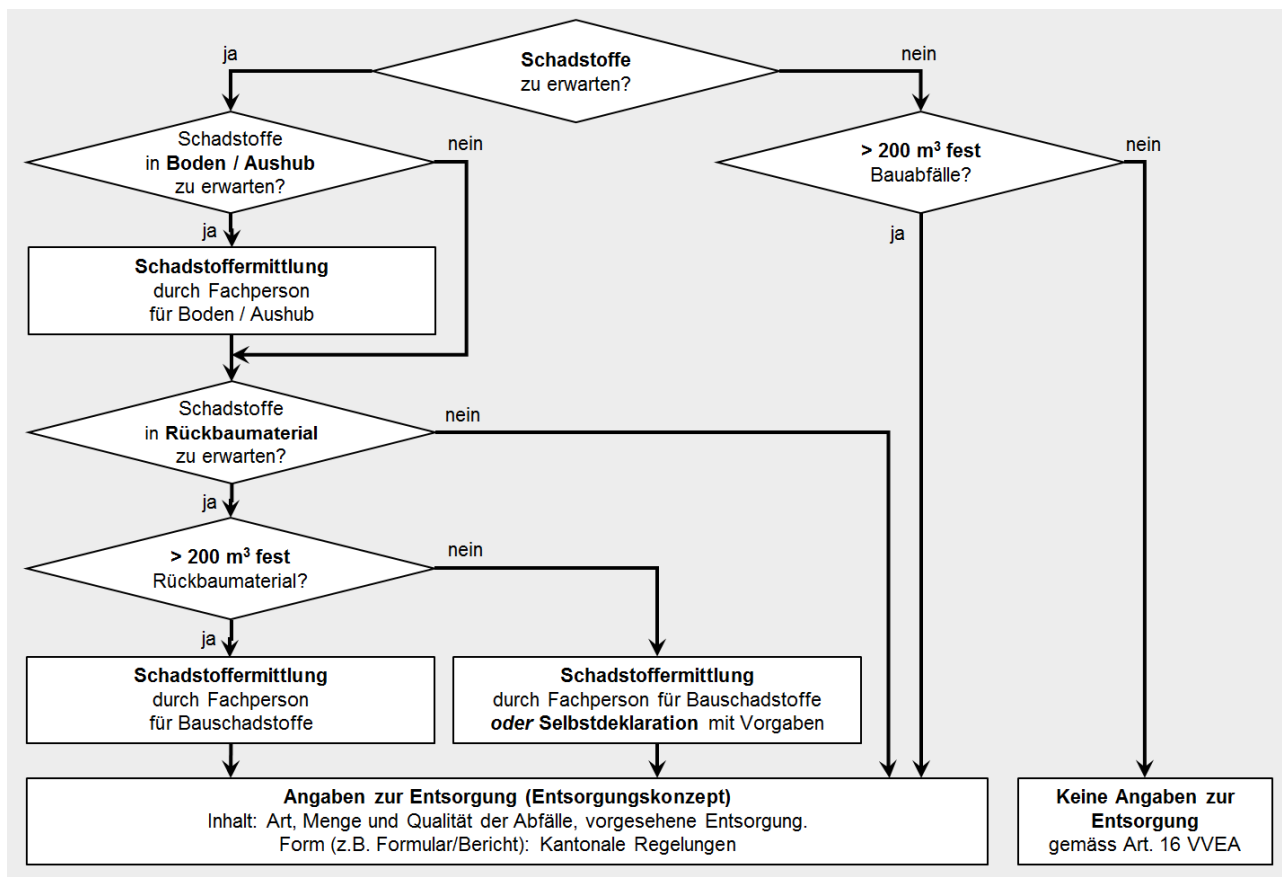 Schadstoffe
zu erwarten?
ja
nein
Schadstoffe
in Boden / Aushub
zu erwarten?
nein
ja
> 200 m³ fest
Bauabfälle?
nein
ja
Schadstoffermittlung
durch Fachperson
für Boden / Aushub
Schadstoffe
in Rückbaumaterial
zu erwarten?
nein
ja
> 200 m³ fest
Rückbaumaterial?
nein
ja
Schadstoffermittlung
durch Fachperson
für Bauschadstoffe
Schadstoffermittlung
durch Fachperson für Bauschadstoffe
oder Selbstdeklaration mit Vorgaben
Angaben zur Entsorgung (Entsorgungskonzept)
Inhalt: Art, Menge und Qualität der Abfälle, vorgesehene Entsorgung.
Form (z.B. Formular/Bericht): Kantonale Regelungen
Keine Angaben zur
Entsorgung
gemäss Art. 16 VVEA